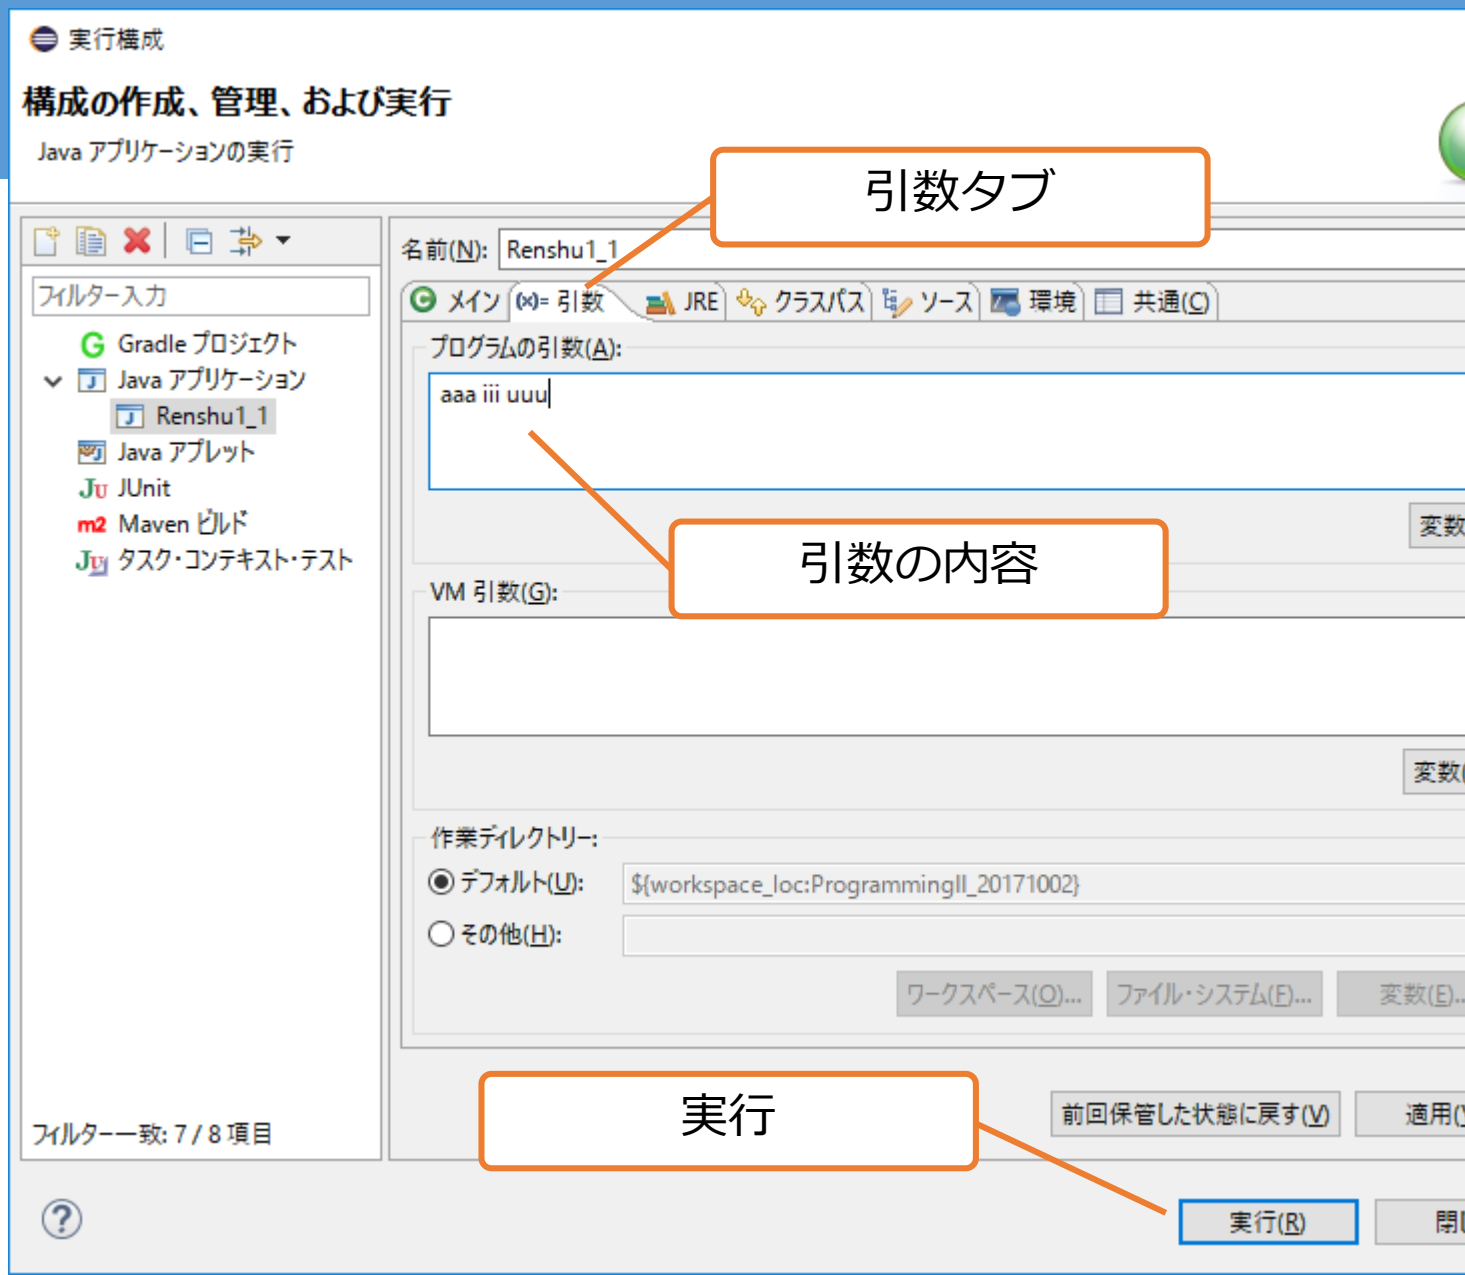 実行構成
構成の作成、管理、および実行
Java アプリケーションの実行
引数タブ
名前(N): Renshu1_1
フィルター入力
メイン (x)= 引数 JRE クラスパス ソース 環境 共通(C)
Gradle プロジェクト
Java アプリケーション
Renshu1_1
Java アプレット
JUnit
Maven ビルド
タスク・コンテキスト・テスト
プログラムの引数(A):
aaa iii uuu
変数
引数の内容
VM 引数(G):
変数(
作業ディレクトリー:
デフォルト(U): ${workspace_loc:ProgrammingII_20171002}
その他(H):
ワークスペース(O)... ファイル・システム(F)... 変数(E)...
実行
前回保管した状態に戻す(V) 適用(
フィルター一致: 7 / 8 項目
実行(R)